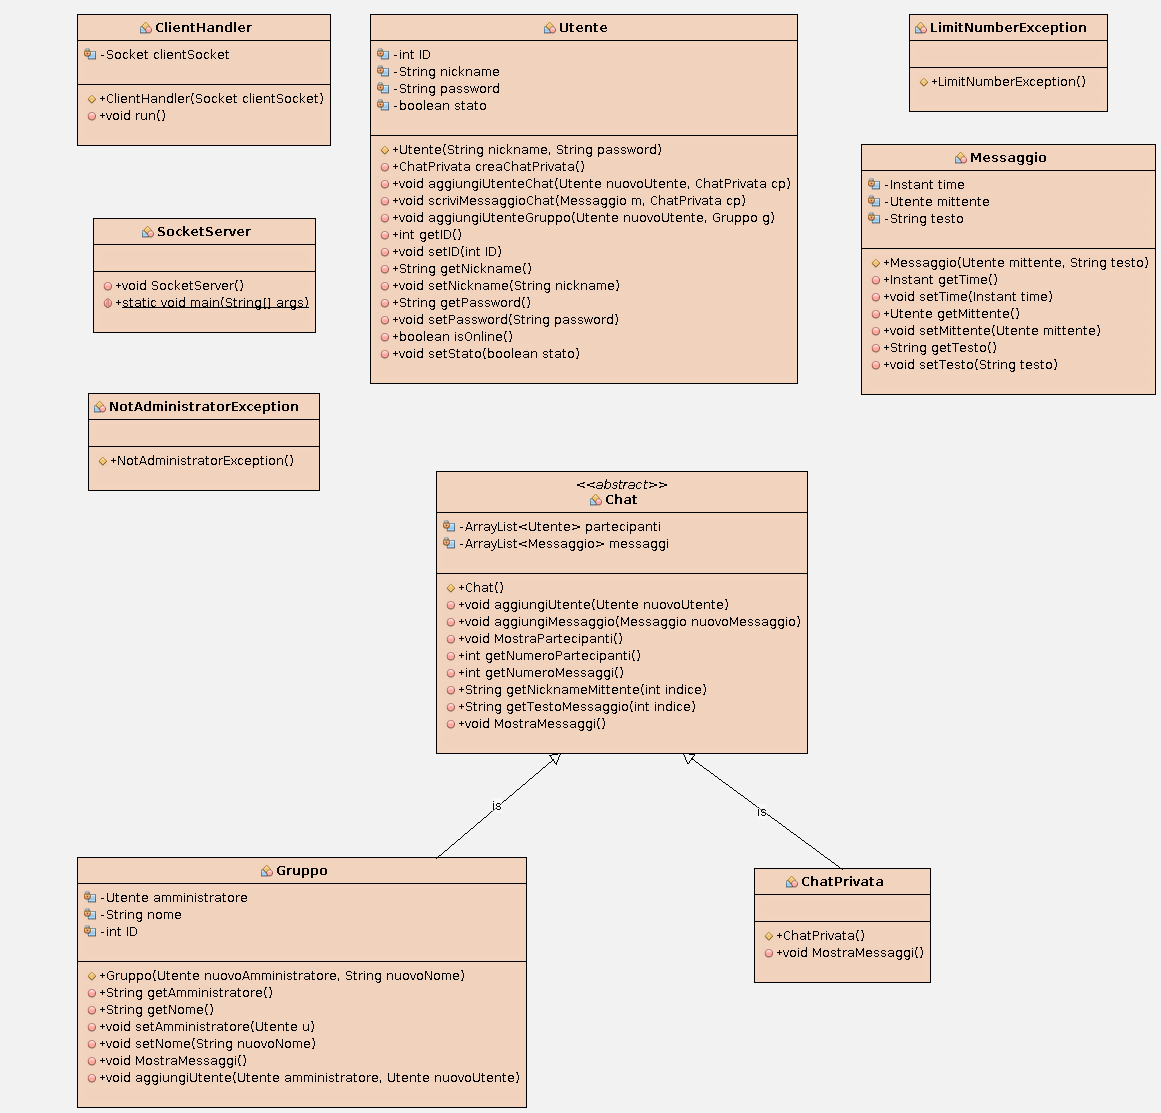 ClientHandler
-Socket clientSocket
+ClientHandler(Socket clientSocket)
+void run()
Utente
-int ID
-String nickname
-String password
-boolean stato
+Utente(String nickname, String password)
+ChatPrivata creaChatPrivata()
+void aggiungiUtenteChat(Utente nuovoUtente, ChatPrivata cp)
+void scriviMessaggioChat(Messaggio m, ChatPrivata cp)
+void aggiungiUtenteGruppo(Utente nuovoUtente, Gruppo g)
+int getID()
+void setID(int ID)
+String getNickname()
+void setNickname(String nickname)
+String getPassword()
+void setPassword(String password)
+boolean isOnline()
+void setStato(boolean stato)
LimitNumberException
+LimitNumberException()
Messaggio
-Instant time
-Utente mittente
-String testo
+Messaggio(Utente mittente, String testo)
+Instant getTime()
+void setTime(Instant time)
+Utente getMittente()
+void setMittente(Utente mittente)
+String getTesto()
+void setTesto(String testo)
SocketServer
+void SocketServer()
+static void main(String[] args)
NotAdministratorException
+NotAdministratorException()
<<abstract>>
Chat
-ArrayList<Utente> partecipanti
-ArrayList<Messaggio> messaggi
+Chat()
+void aggiungiUtente(Utente nuovoUtente)
+void aggiungiMessaggio(Messaggio nuovoMessaggio)
+void MostraPartecipanti()
+int getNumeroPartecipanti()
+int getNumeroMessaggi()
+String getNicknameMittente(int indice)
+String getTestoMessaggio(int indice)
+void MostraMessaggi()
is
is
Gruppo
-Utente amministratore
-String nome
-int ID
+Gruppo(Utente nuovoAmministratore, String nuovoNome)
+String getAmministratore()
+String getNome()
+void setAmministratore(Utente u)
+void setNome(String nuovoNome)
+void MostraMessaggi()
+void aggiungiUtente(Utente amministratore, Utente nuovoUtente)
ChatPrivata
+ChatPrivata()
+void MostraMessaggi()